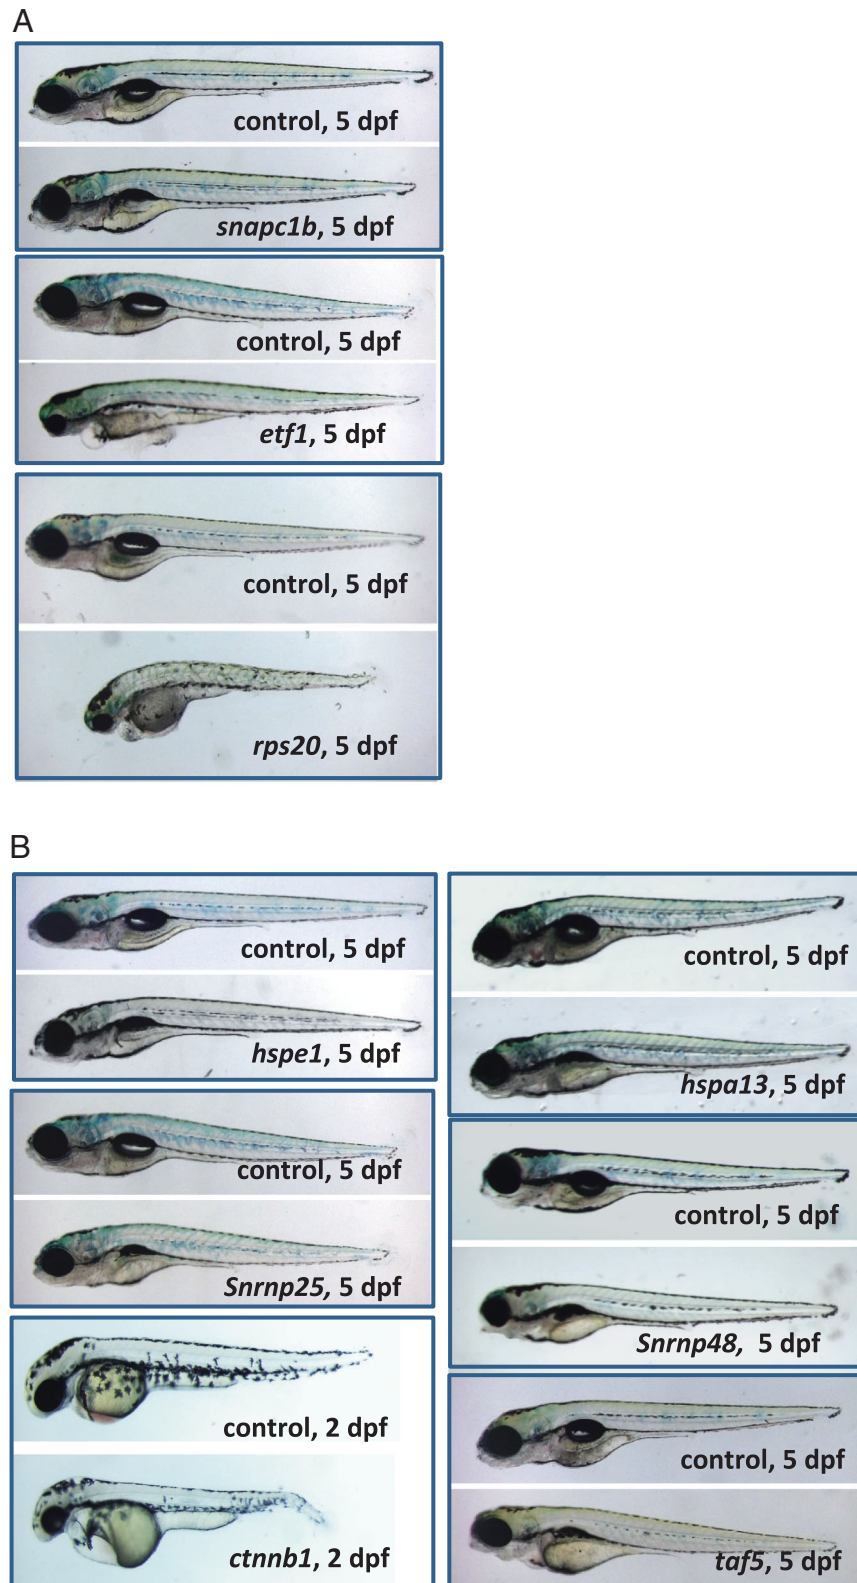 A
control, 5 dpf
snapc1b, 5 dpf
control, 5 dpf
etf1, 5 dpf
control, 5 dpf
rps20, 5 dpf
B
control, 5 dpf
hspe1, 5 dpf
control, 5 dpf
Snrnp25, 5 dpf
control, 2 dpf
ctnnb1, 2 dpf
control, 5 dpf
hspa13, 5 dpf
control, 5 dpf
Snrnp48, 5 dpf
control, 5 dpf
taf5, 5 dpf